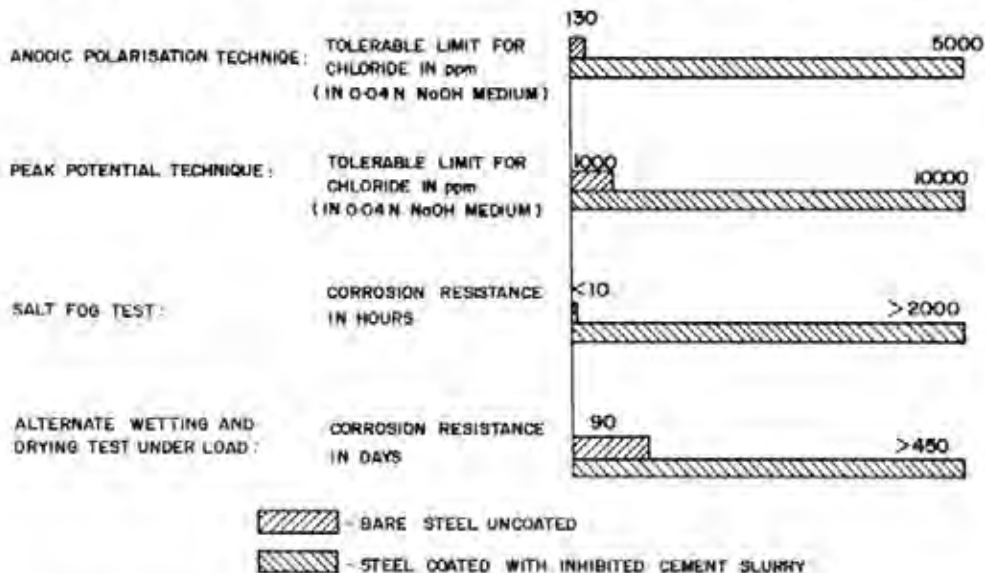 ANODIC POLARISATION TECHNIQE:
TOLERABLE LIMIT FOR
CHLORIDE IN ppm
(IN 0·04 N NaOH MEDIUM)
130
5000
PEAK POTENTIAL TECHNIQUE:
TOLERABLE LIMIT FOR
CHLORIDE IN ppm
(IN 0·04 N NaOH MEDIUM)
1000
10000
SALT FOG TEST:
CORROSION RESISTANCE
IN HOURS
<10
>2000
ALTERNATE WETTING AND
DRYING TEST UNDER LOAD:
CORROSION RESISTANCE
IN DAYS
90
>450
- BARE STEEL UNCOATED
- STEEL COATED WITH INHIBITED CEMENT SLURRY